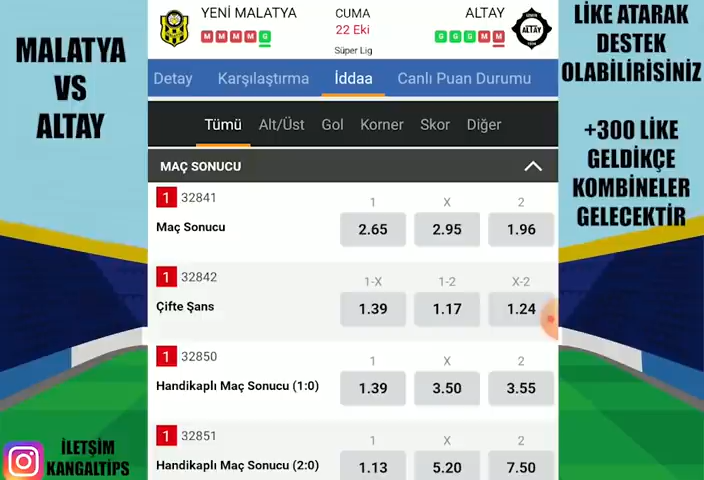 MALATYA
VS
ALTAY
YENİ MALATYA
M M M M G
CUMA
22 Eki
Süper Lig
ALTAY
G G G M M
ALTAY
LİKE ATARAK
DESTEK
OLABİLİRİSİNİZ
+300 LİKE
GELDİKÇE
KOMBİNELER
GELECEKTİR
Detay Karşılaştırma İddaa Canlı Puan Durumu
Tümü Alt/Üst Gol Korner Skor Diğer
MAÇ SONUCU
1 32841 1 X 2
Maç Sonucu 2.65 2.95 1.96
1 32842 1-X 1-2 X-2
Çifte Şans 1.39 1.17 1.24
1 32850 1 X 2
Handikaplı Maç Sonucu (1:0) 1.39 3.50 3.55
1 32851 1 X 2
Handikaplı Maç Sonucu (2:0) 1.13 5.20 7.50
İLETŞİM
KANGALTİPS